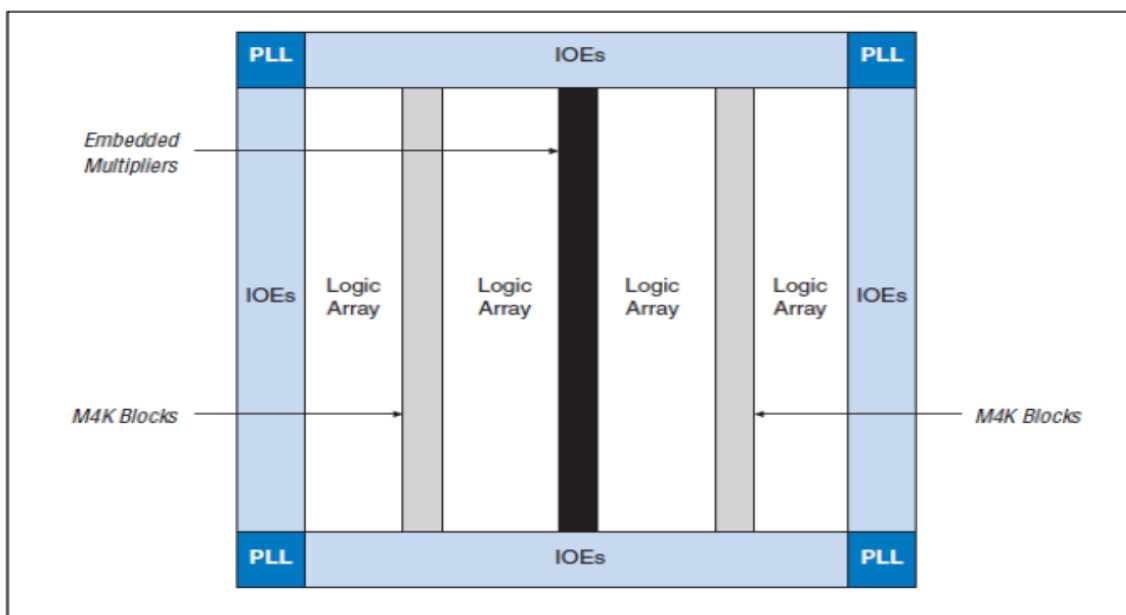 PLL
IOEs
PLL
Embedded
Multipliers
IOEs
Logic
Array
Logic
Array
Logic
Array
Logic
Array
IOEs
M4K Blocks
M4K Blocks
PLL
IOEs
PLL